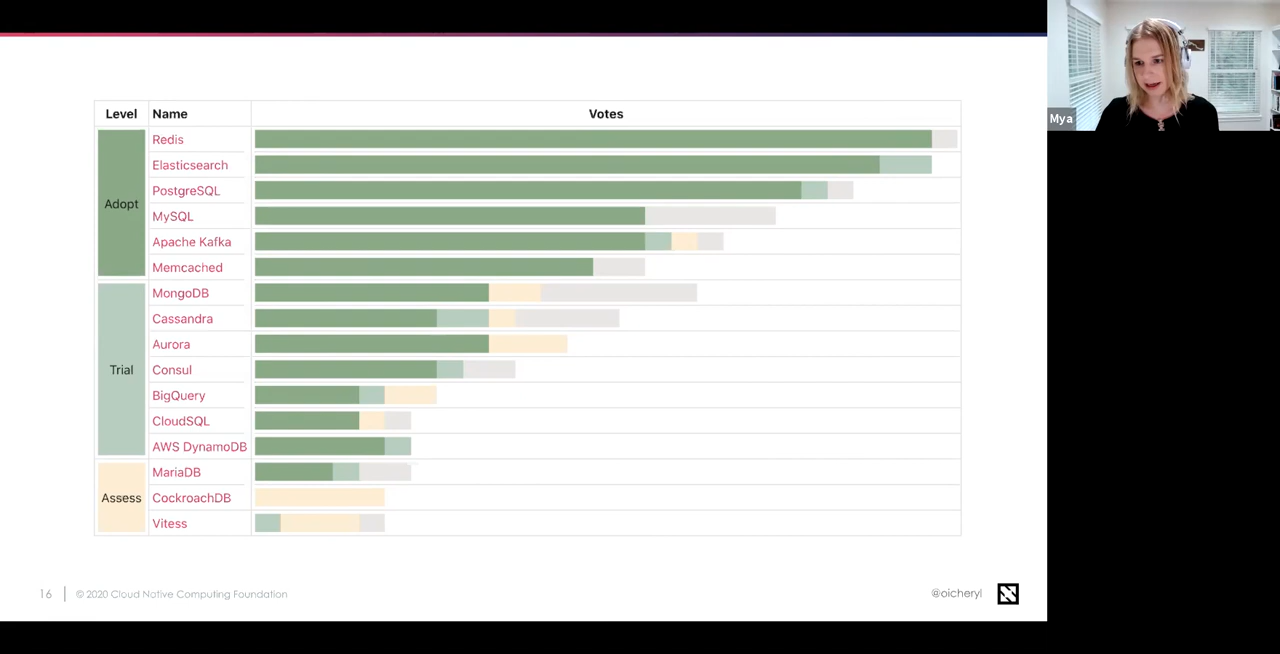 Level Name Votes
Adopt
Redis
Elasticsearch
PostgreSQL
MySQL
Apache Kafka
Memcached
Trial
MongoDB
Cassandra
Aurora
Consul
BigQuery
CloudSQL
AWS DynamoDB
Assess
MariaDB
CockroachDB
Vitess
16 © 2020 Cloud Native Computing Foundation @oicheryl
Mya